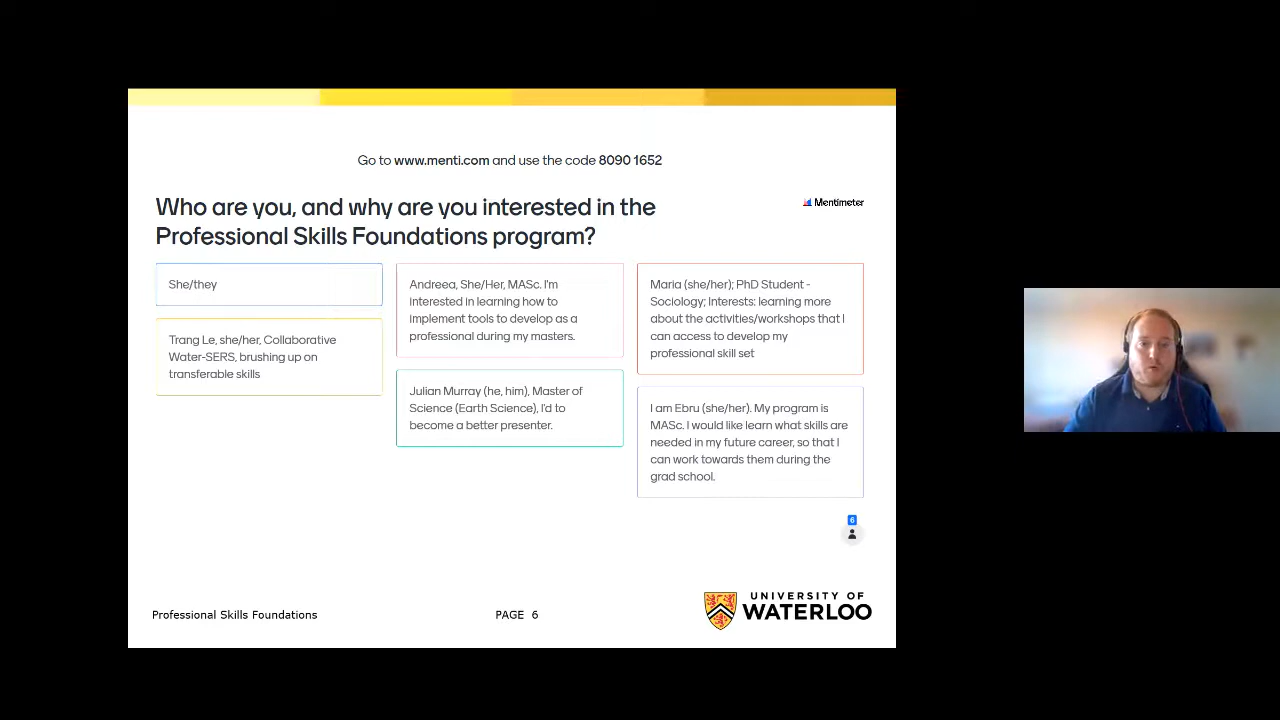 Go to www.menti.com and use the code 8090 1652
Who are you, and why are you interested in the
Professional Skills Foundations program?
Mentimeter
She/they
Trang Le, she/her, Collaborative
Water-SERS, brushing up on
transferable skills
Andreea, She/Her, MASc. I'm
interested in learning how to
implement tools to develop as a
professional during my masters.
Julian Murray (he, him), Master of
Science (Earth Science), I'd to
become a better presenter.
Maria (she/her); PhD Student -
Sociology; Interests: learning more
about the activities/workshops that I
can access to develop my
professional skill set
I am Ebru (she/her). My program is
MASc. I would like learn what skills are
needed in my future career, so that I
can work towards them during the
grad school.
6
Professional Skills Foundations
PAGE 6
UNIVERSITY OF
WATERLOO